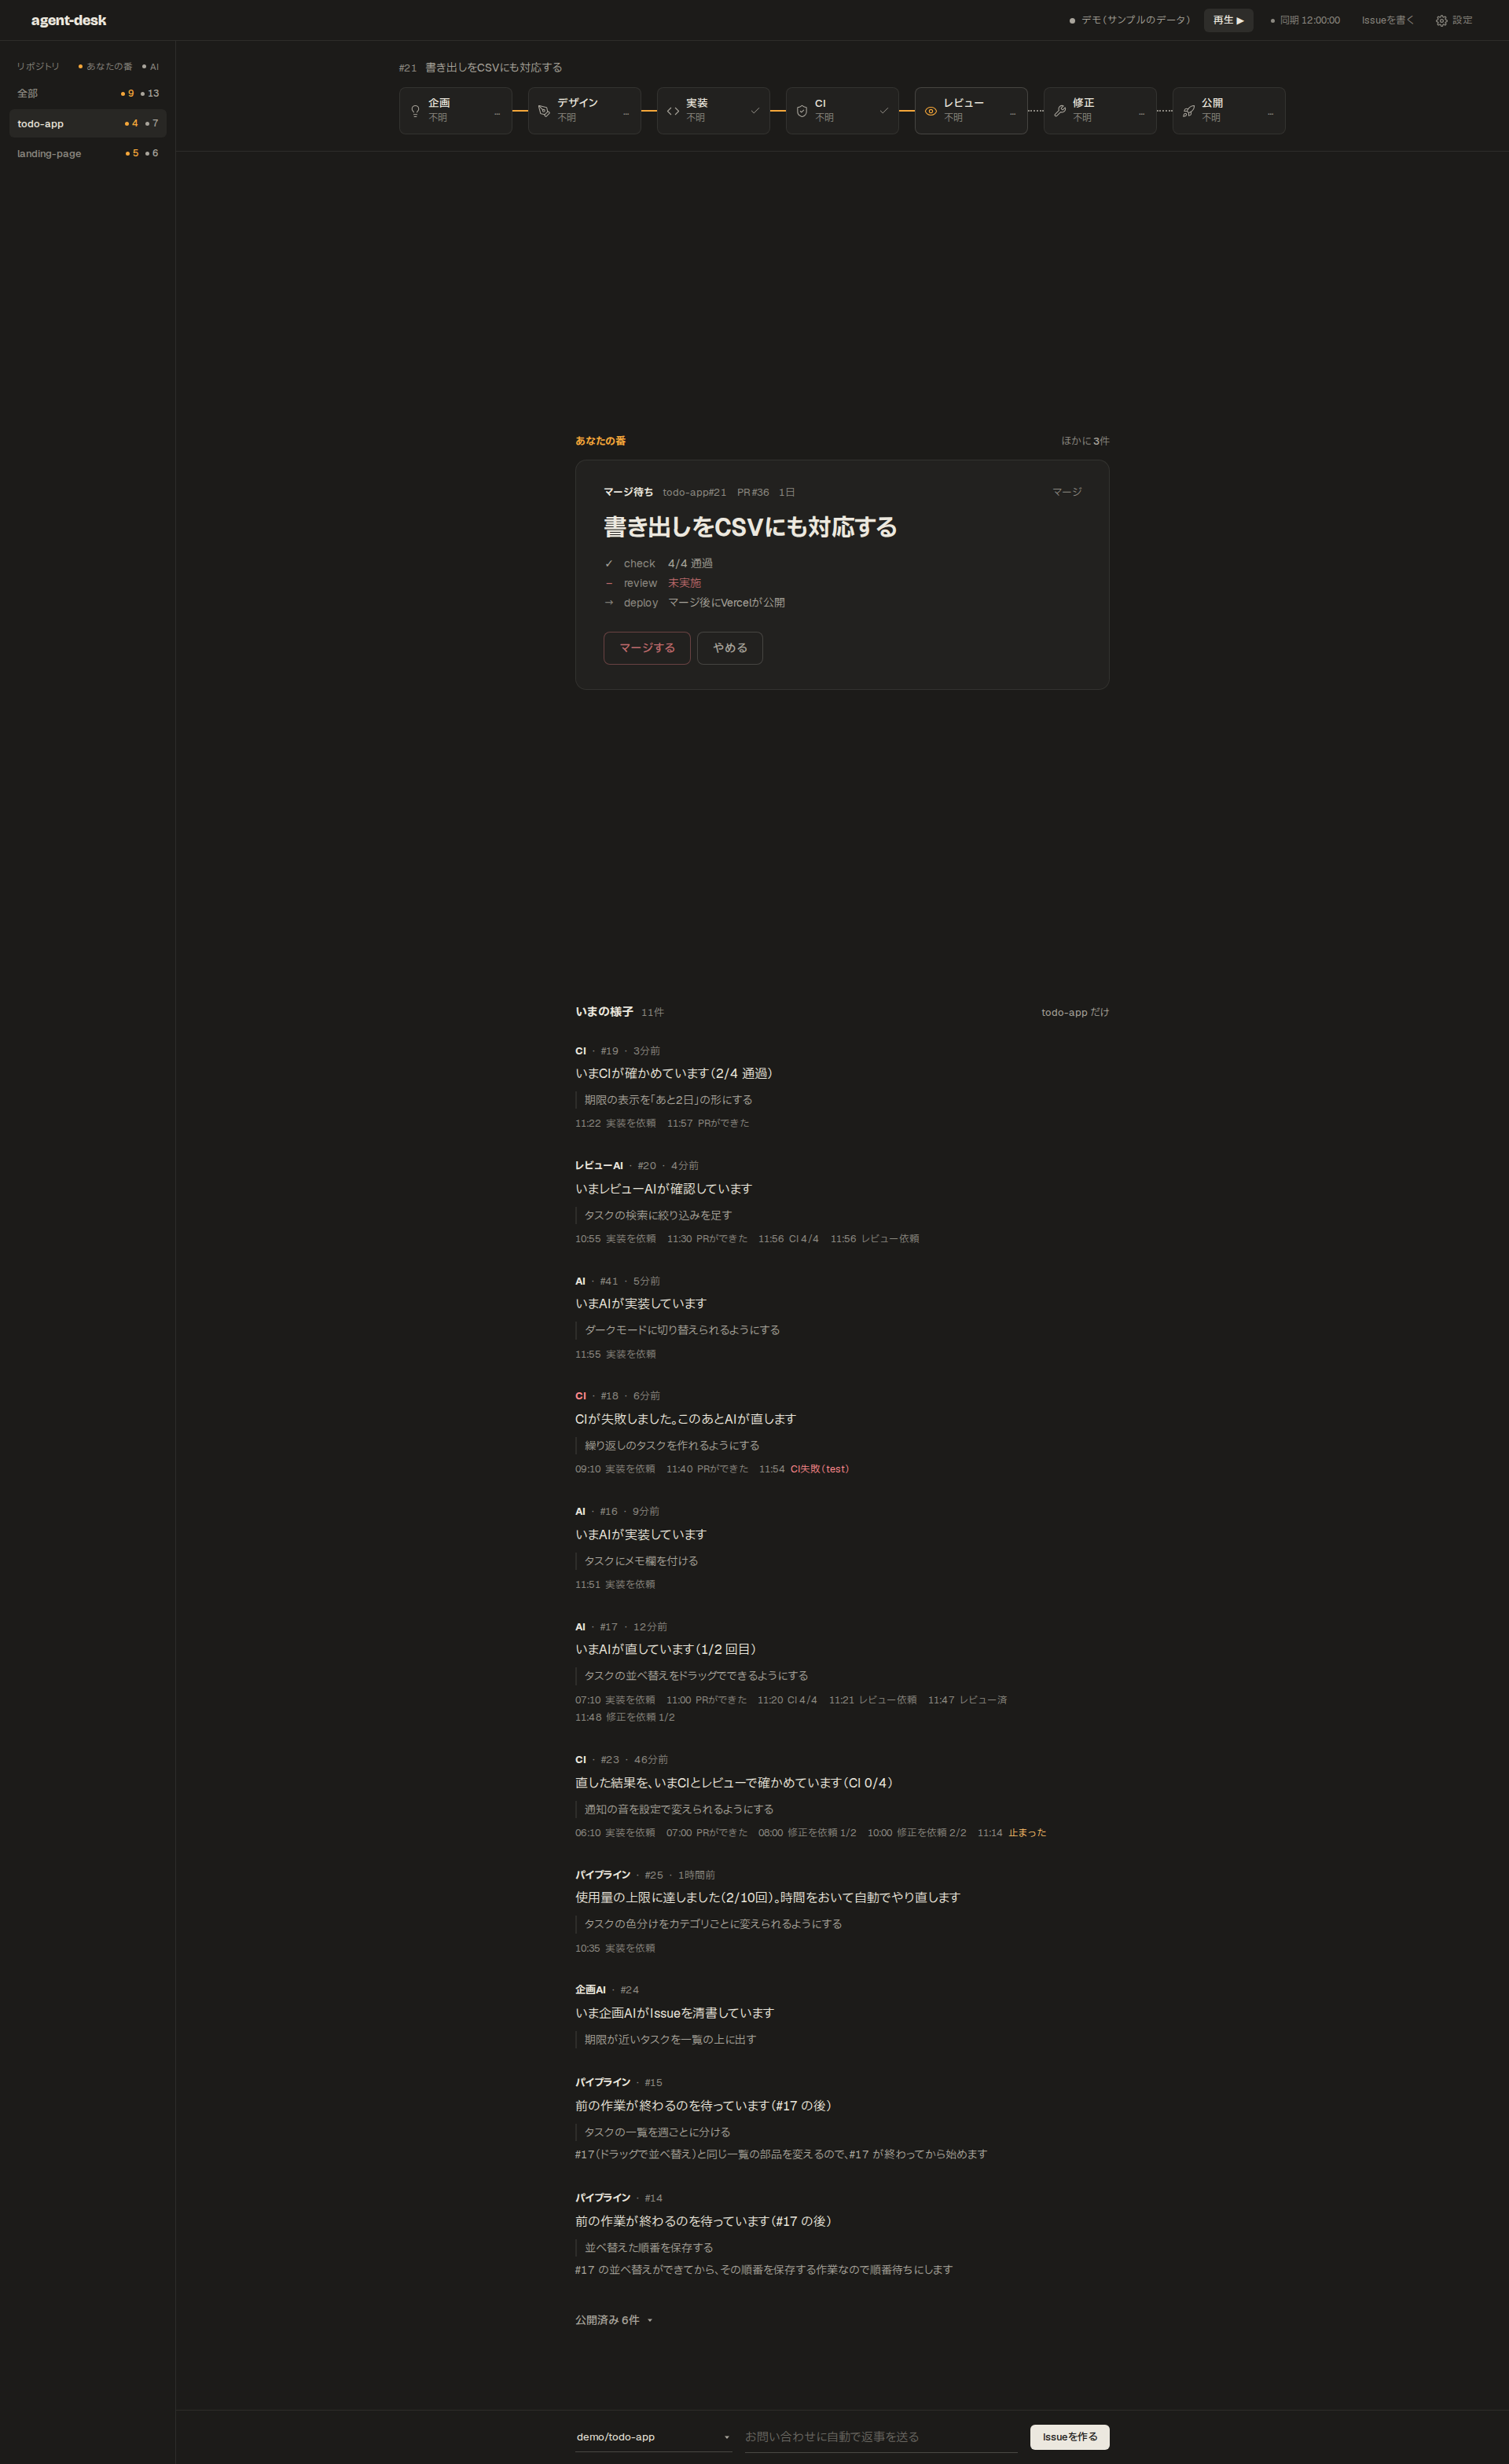 agent-desk
デモ（サンプルのデータ） 再生 ▶ 同期 12:00:00 Issueを書く 設定
リポジトリ あなたの番 AI
全部 9 13
todo-app 4 7
landing-page 5 6
#21 書き出しをCSVにも対応する
企画 デザイン 実装 CI レビュー 修正 公開
不明 – 不明 – 不明 ✓ 不明 ✓ 不明 – 不明 – 不明 –
あなたの番 ほかに 3件
マージ待ち todo-app#21 PR#36 1日 マージ
書き出しをCSVにも対応する
✓ check 4/4 通過
– review 未実施
→ deploy マージ後にVercelが公開
マージする やめる
いまの様子 11件 todo-app だけ
CI · #19 · 3分前
いまCIが確かめています（2/4 通過）
期限の表示を「あと2日」の形にする
11:22 実装を依頼 11:57 PRができた
レビューAI · #20 · 4分前
いまレビューAIが確認しています
タスクの検索に絞り込みを足す
10:55 実装を依頼 11:30 PRができた 11:56 CI 4/4 11:56 レビュー依頼
AI · #41 · 5分前
いまAIが実装しています
ダークモードに切り替えられるようにする
11:55 実装を依頼
CI · #18 · 6分前
CIが失敗しました。このあとAIが直します
繰り返しのタスクを作れるようにする
09:10 実装を依頼 11:40 PRができた 11:54 CI失敗（test）
AI · #16 · 9分前
いまAIが実装しています
タスクにメモ欄を付ける
11:51 実装を依頼
AI · #17 · 12分前
いまAIが直しています（1/2 回目）
タスクの並べ替えをドラッグでできるようにする
07:10 実装を依頼 11:00 PRができた 11:20 CI 4/4 11:21 レビュー依頼 11:47 レビュー済
11:48 修正を依頼 1/2
CI · #23 · 46分前
直した結果を、いまCIとレビューで確かめています（CI 0/4）
通知の音を設定で変えられるようにする
06:10 実装を依頼 07:00 PRができた 08:00 修正を依頼 1/2 10:00 修正を依頼 2/2 11:14 止まった
パイプライン · #25 · 1時間前
使用量の上限に達しました（2/10回）。時間をおいて自動でやり直します
タスクの色分けをカテゴリごとに変えられるようにする
10:35 実装を依頼
企画AI · #24
いま企画AIがIssueを清書しています
期限が近いタスクを一覧の上に出す
パイプライン · #15
前の作業が終わるのを待っています（#17 の後）
タスクの一覧を週ごとに分ける
#17（ドラッグで並べ替え）と同じ一覧の部品を変えるので、#17 が終わってから始めます
パイプライン · #14
前の作業が終わるのを待っています（#17 の後）
並べ替えた順番を保存する
#17 の並べ替えができてから、その順番を保存する作業なので順番待ちにします
公開済み 6件
demo/todo-app お問い合わせに自動で返事を送る Issueを作る